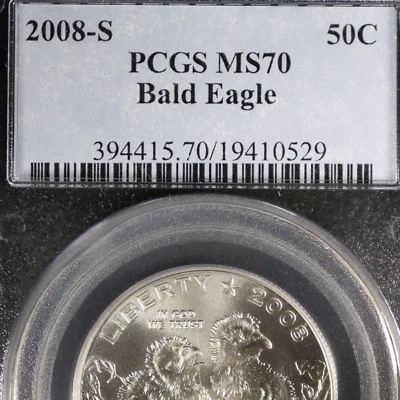 2008-S 50C
PCGS MS70
Bald Eagle
394415.70/19410529
LIBERTY ★ 2008
IN GOD
WE TRUST